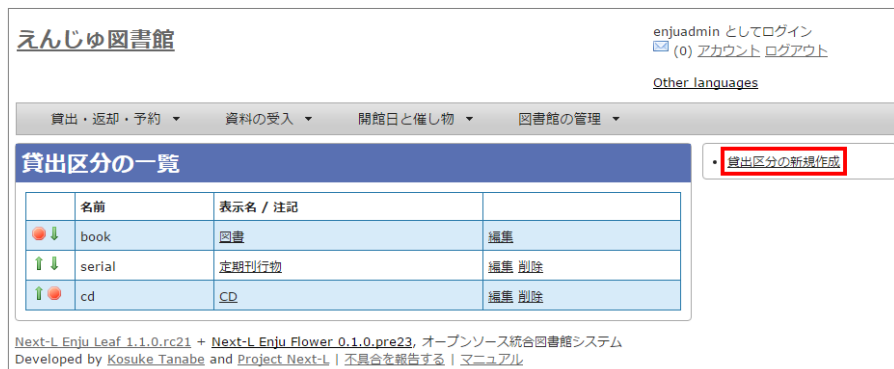 えんじゅ図書館
enjuadmin としてログイン
(0) アカウント ログアウト
Other languages
貸出・返却・予約 ▼ 資料の受入 ▼ 開館日と催し物 ▼ 図書館の管理 ▼
貸出区分の一覧
• 貸出区分の新規作成
名前 表示名 / 注記
⬇ book 図書 編集
⬆⬇ serial 定期刊行物 編集 削除
⬆ cd CD 編集 削除
Next-L Enju Leaf 1.1.0.rc21 + Next-L Enju Flower 0.1.0.pre23, オープンソース統合図書館システム
Developed by Kosuke Tanabe and Project Next-L | 不具合を報告する | マニュアル